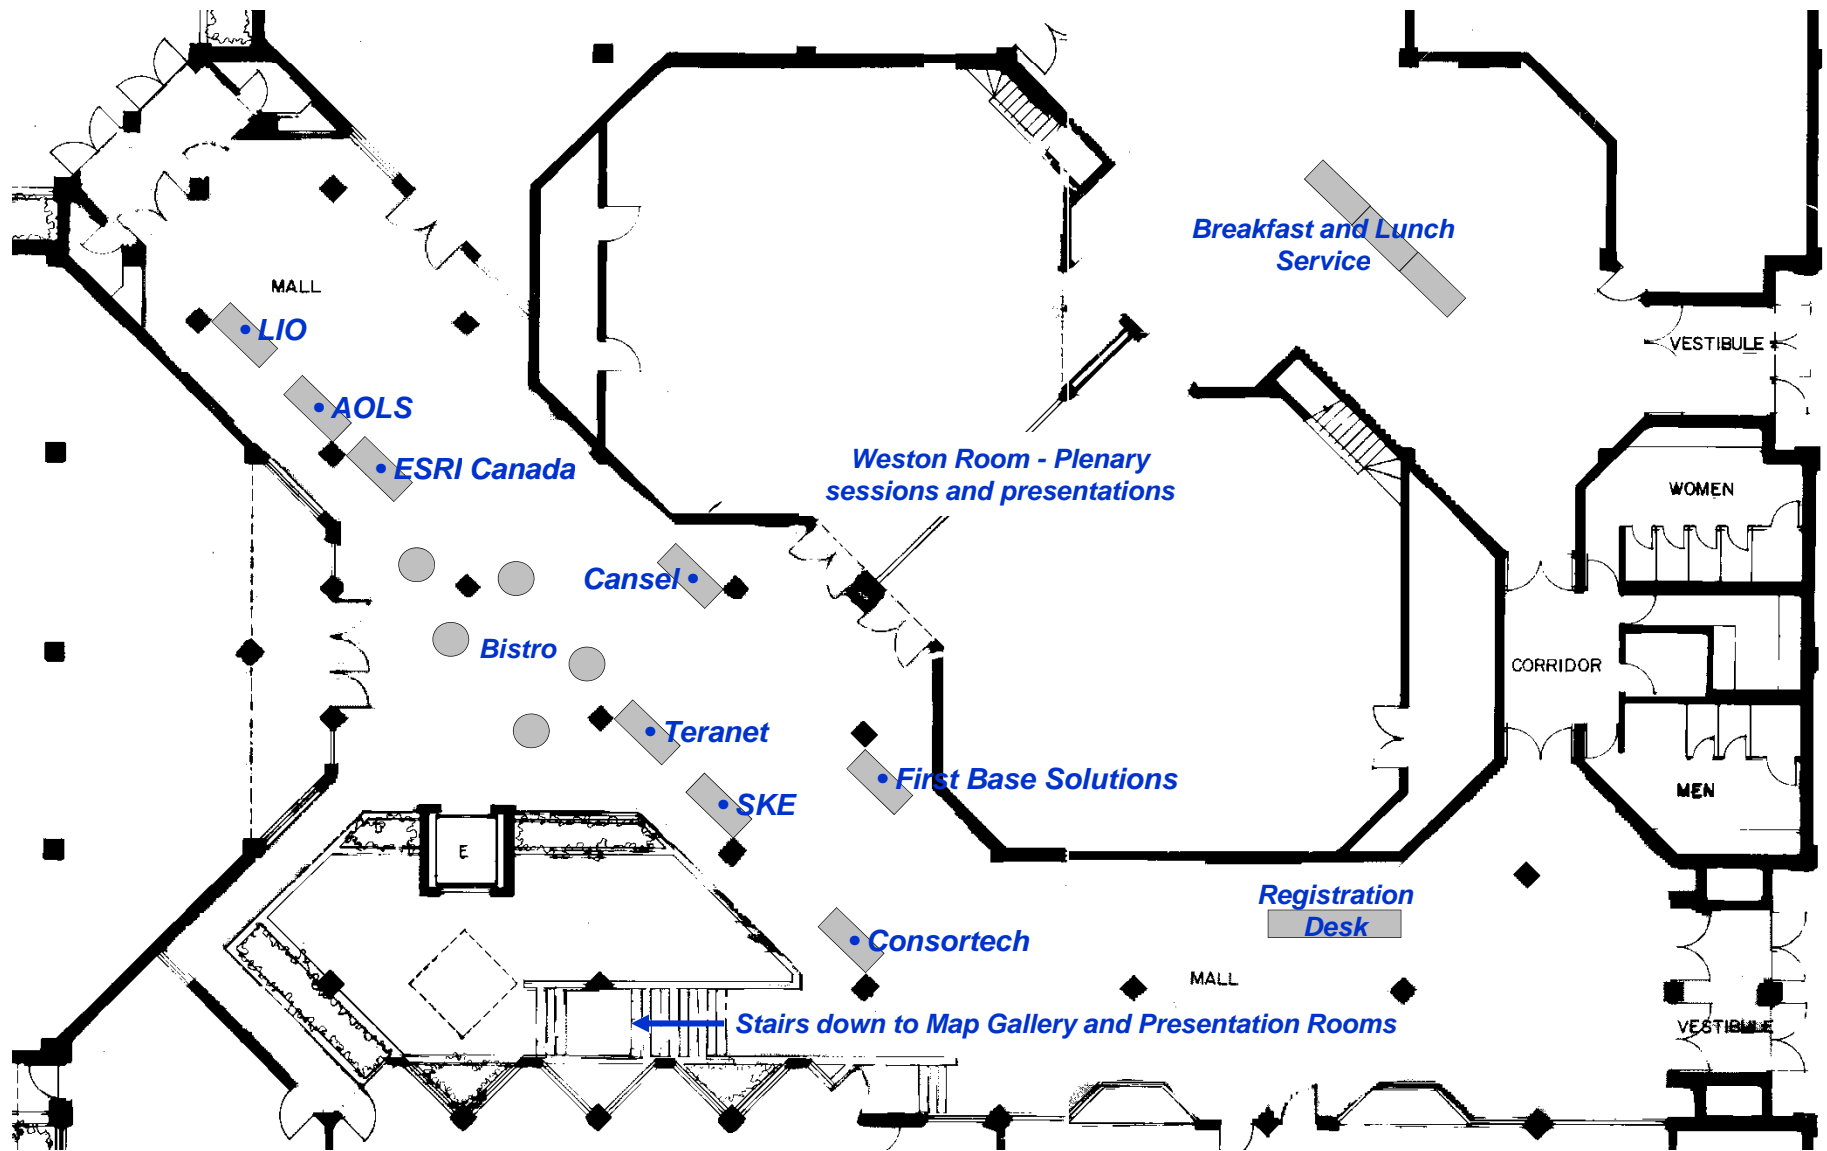 Breakfast and Lunch
Service
MALL
LIO
VESTIBULE
AOLS
ESRI Canada
Weston Room - Plenary
sessions and presentations
WOMEN
Cansel
Bistro
CORRIDOR
Teranet
First Base Solutions
MEN
SKE
E
Registration
Desk
Consortech
MALL
Stairs down to Map Gallery and Presentation Rooms
VESTIBULE